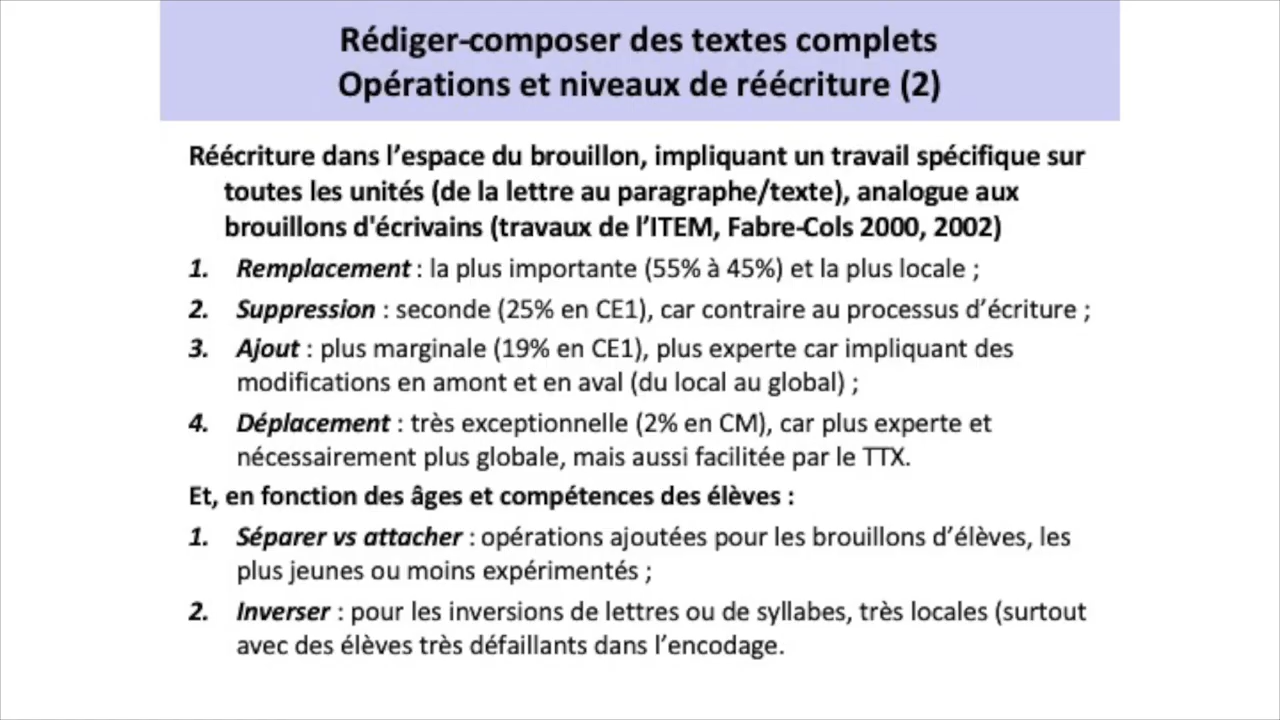 Rédiger-composer des textes complets
Opérations et niveaux de réécriture (2)
Réécriture dans l’espace du brouillon, impliquant un travail spécifique sur
toutes les unités (de la lettre au paragraphe/texte), analogue aux
brouillons d'écrivains (travaux de l’ITEM, Fabre-Cols 2000, 2002)
1. Remplacement : la plus importante (55% à 45%) et la plus locale ;
2. Suppression : seconde (25% en CE1), car contraire au processus d’écriture ;
3. Ajout : plus marginale (19% en CE1), plus experte car impliquant des
modifications en amont et en aval (du local au global) ;
4. Déplacement : très exceptionnelle (2% en CM), car plus experte et
nécessairement plus globale, mais aussi facilitée par le TTX.
Et, en fonction des âges et compétences des élèves :
1. Séparer vs attacher : opérations ajoutées pour les brouillons d’élèves, les
plus jeunes ou moins expérimentés ;
2. Inverser : pour les inversions de lettres ou de syllabes, très locales (surtout
avec des élèves très défaillants dans l’encodage.